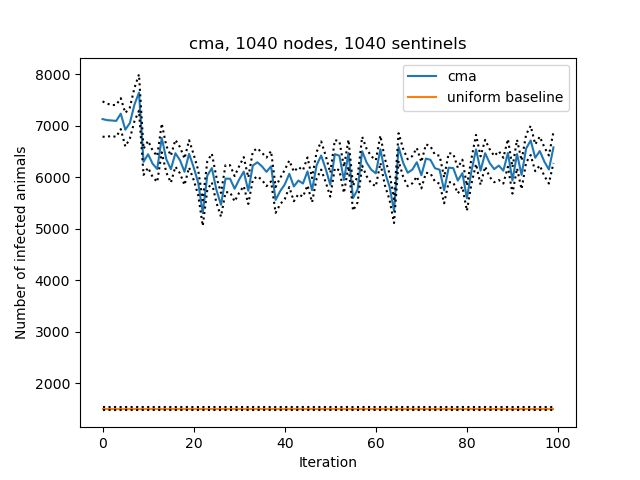 cma, 1040 nodes, 1040 sentinels
cma
uniform baseline
Number of infected animals
8000
7000
6000
5000
4000
3000
2000
0 20 40 60 80 100
Iteration